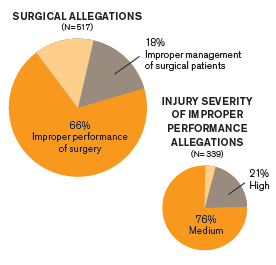 SURGICAL ALLEGATIONS
(N=517)
18%
Improper management
of surgical patients
66%
Improper performance
of surgery
INJURY SEVERITY
OF IMPROPER
PERFORMANCE
ALLEGATIONS
(N=339)
21%
High
76%
Medium